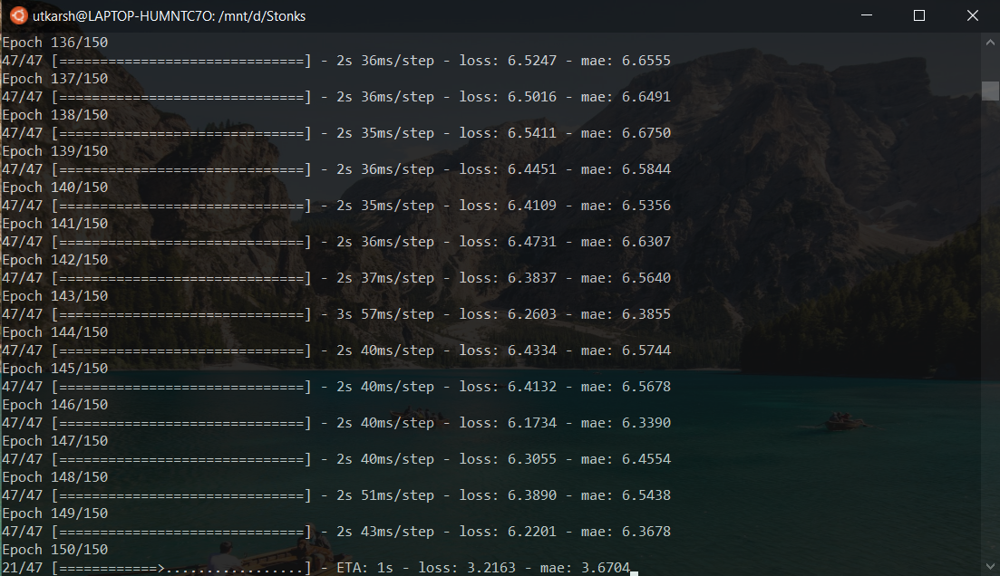 utkarsh@LAPTOP-HUMNTC7O: /mnt/d/Stonks
Epoch 136/150
47/47 [==============================] - 2s 36ms/step - loss: 6.5247 - mae: 6.6555
Epoch 137/150
47/47 [==============================] - 2s 36ms/step - loss: 6.5016 - mae: 6.6491
Epoch 138/150
47/47 [==============================] - 2s 35ms/step - loss: 6.5411 - mae: 6.6750
Epoch 139/150
47/47 [==============================] - 2s 36ms/step - loss: 6.4451 - mae: 6.5844
Epoch 140/150
47/47 [==============================] - 2s 35ms/step - loss: 6.4109 - mae: 6.5356
Epoch 141/150
47/47 [==============================] - 2s 36ms/step - loss: 6.4731 - mae: 6.6307
Epoch 142/150
47/47 [==============================] - 2s 37ms/step - loss: 6.3837 - mae: 6.5640
Epoch 143/150
47/47 [==============================] - 3s 57ms/step - loss: 6.2603 - mae: 6.3855
Epoch 144/150
47/47 [==============================] - 2s 40ms/step - loss: 6.4334 - mae: 6.5744
Epoch 145/150
47/47 [==============================] - 2s 40ms/step - loss: 6.4132 - mae: 6.5678
Epoch 146/150
47/47 [==============================] - 2s 40ms/step - loss: 6.1734 - mae: 6.3390
Epoch 147/150
47/47 [==============================] - 2s 40ms/step - loss: 6.3055 - mae: 6.4554
Epoch 148/150
47/47 [==============================] - 2s 51ms/step - loss: 6.3890 - mae: 6.5438
Epoch 149/150
47/47 [==============================] - 2s 43ms/step - loss: 6.2201 - mae: 6.3678
Epoch 150/150
21/47 [============>.................] - ETA: 1s - loss: 3.2163 - mae: 3.6704